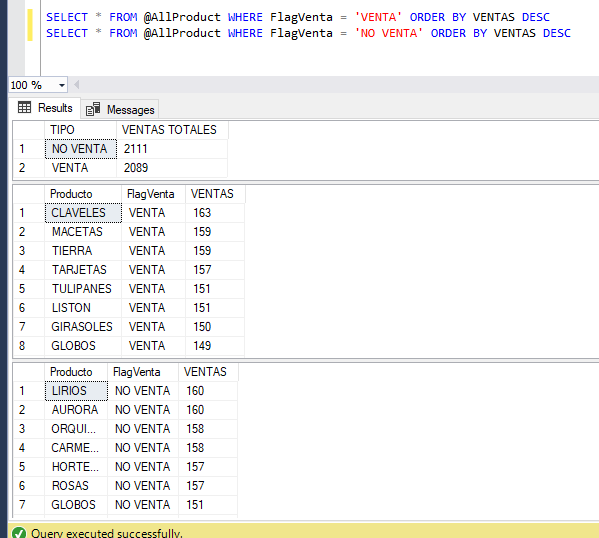 SELECT * FROM @AllProduct WHERE FlagVenta = 'VENTA' ORDER BY VENTAS DESC
SELECT * FROM @AllProduct WHERE FlagVenta = 'NO VENTA' ORDER BY VENTAS DESC
100 %
Results Messages
TIPO VENTAS TOTALES
1 NO VENTA 2111
2 VENTA 2089
Producto FlagVenta VENTAS
1 CLAVELES VENTA 163
2 MACETAS VENTA 159
3 TIERRA VENTA 159
4 TARJETAS VENTA 157
5 TULIPANES VENTA 151
6 LISTON VENTA 151
7 GIRASOLES VENTA 150
8 GLOBOS VENTA 149
Producto FlagVenta VENTAS
1 LIRIOS NO VENTA 160
2 AURORA NO VENTA 160
3 ORQUI... NO VENTA 158
4 CARME... NO VENTA 158
5 HORTE... NO VENTA 157
6 ROSAS NO VENTA 157
7 GLOBOS NO VENTA 151
Query executed successfully.